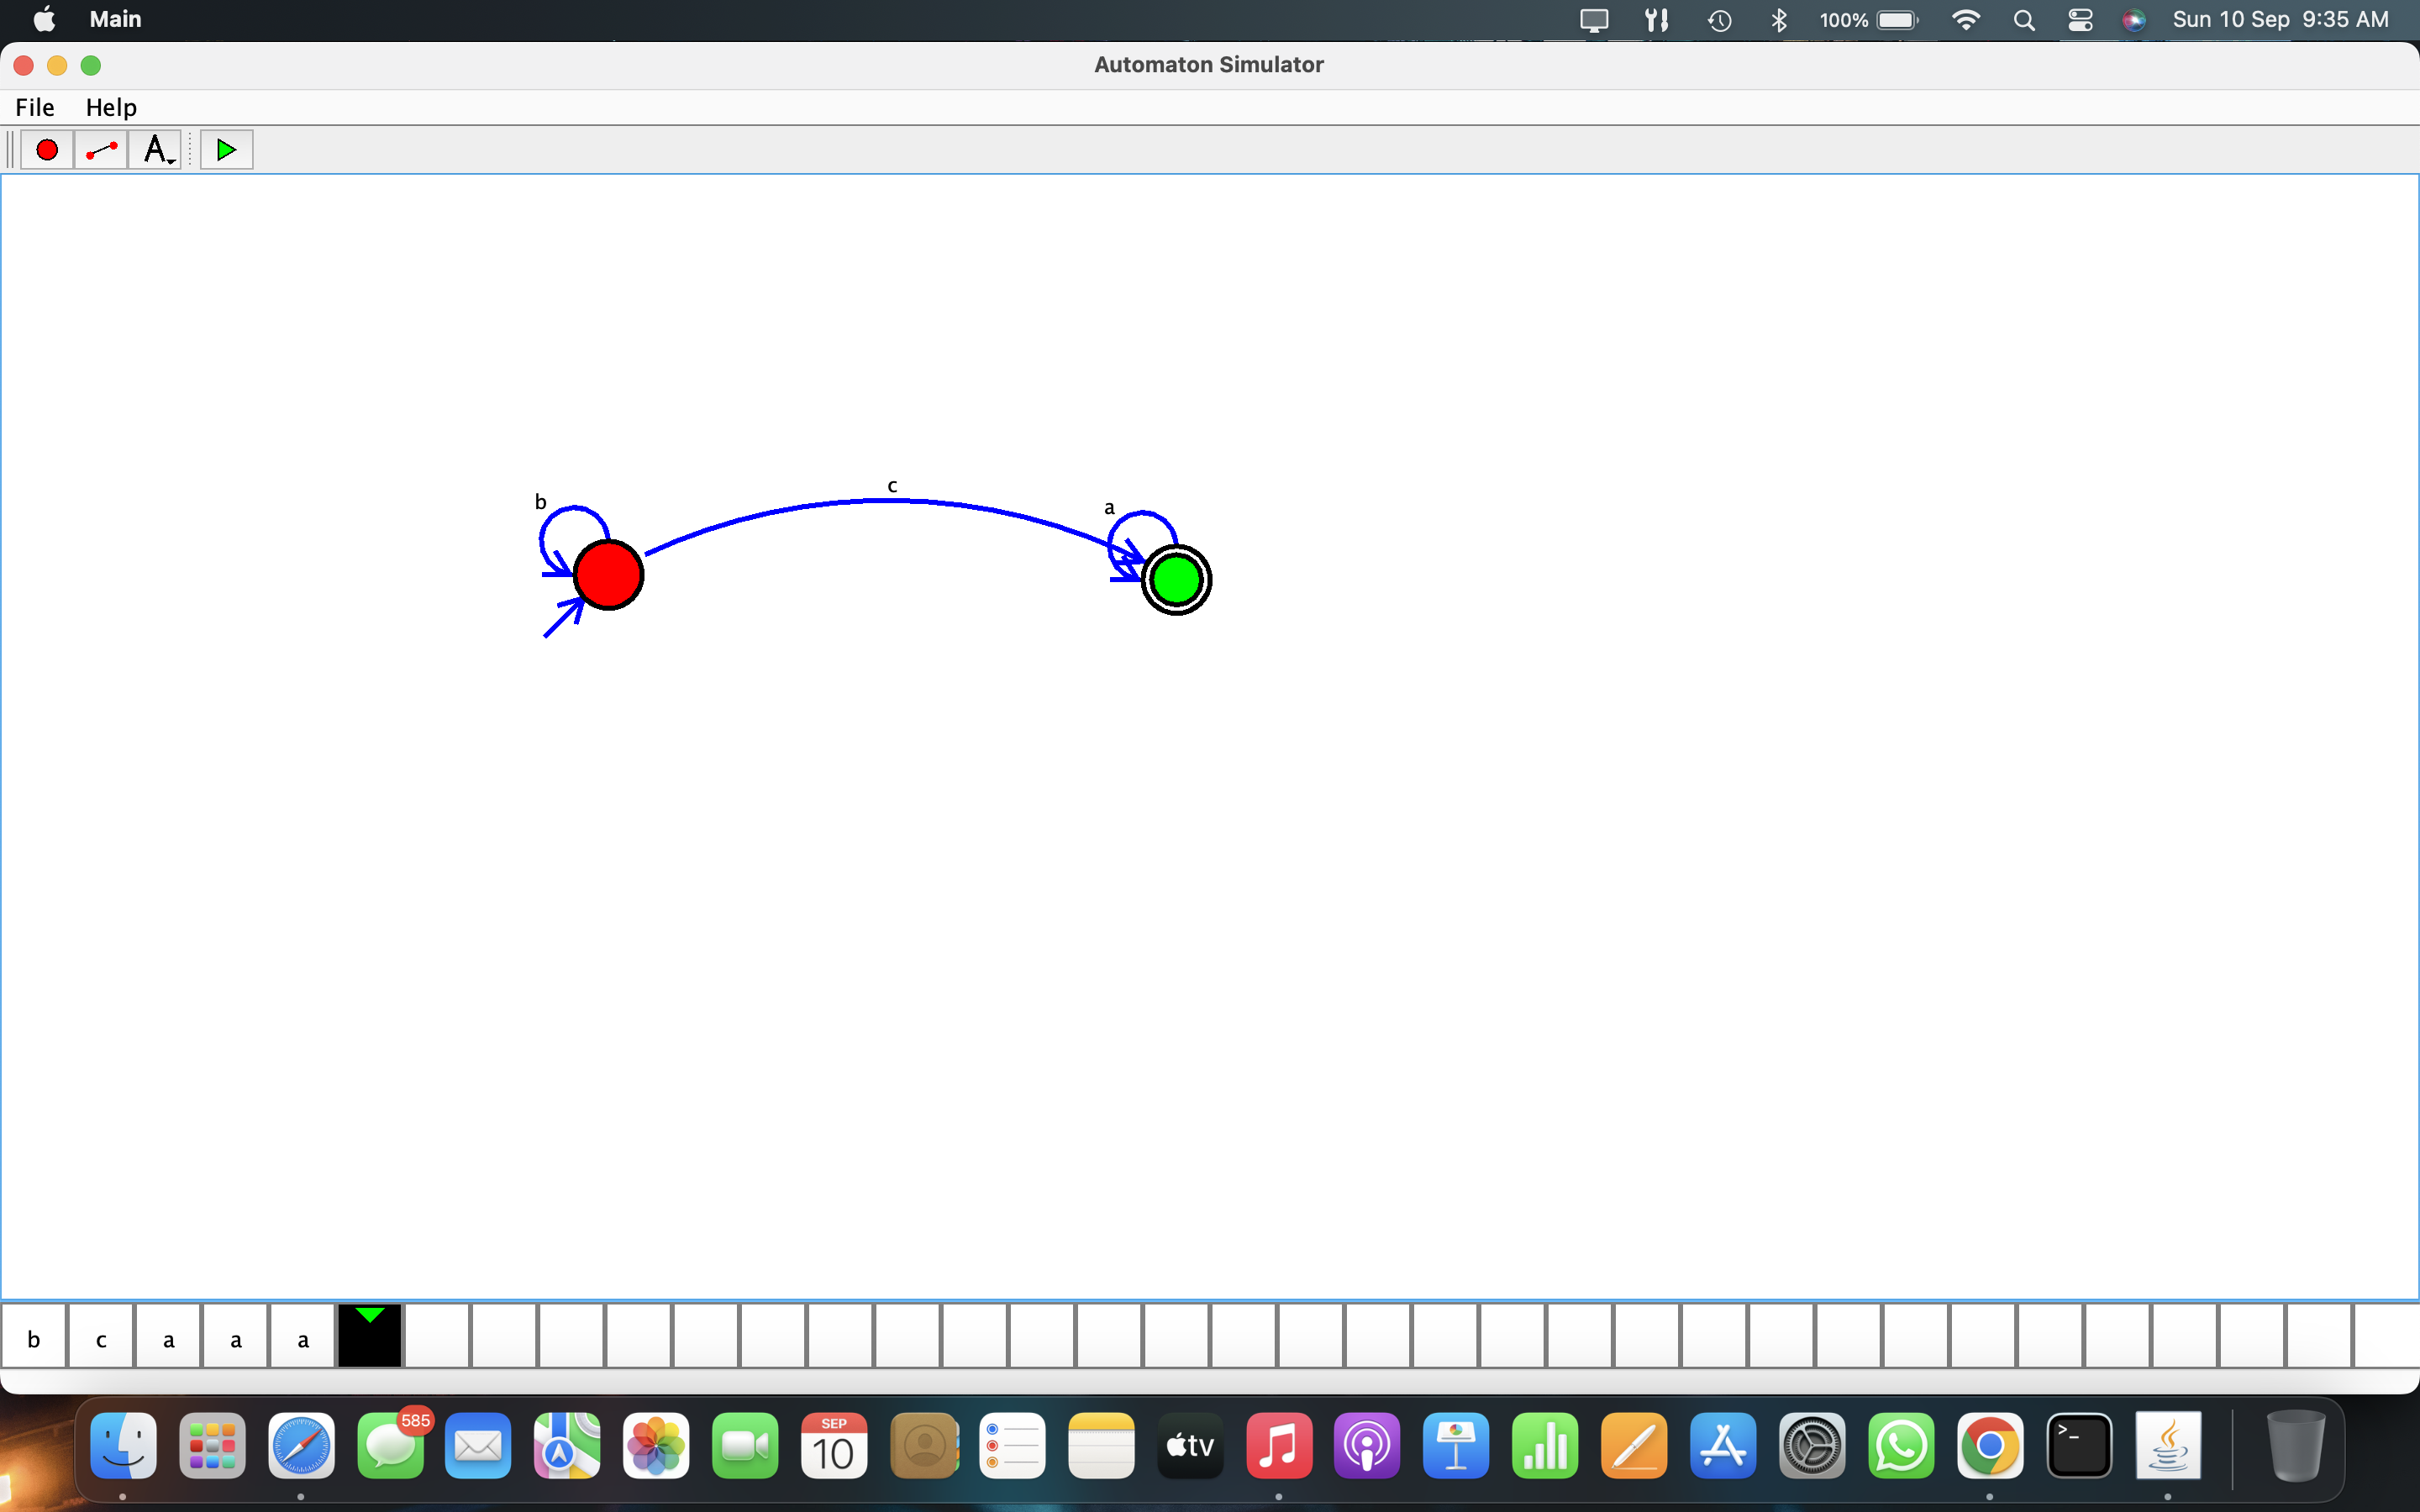 Main 100% Sun 10 Sep 9:35 AM
Automaton Simulator
File Help
A
c
b
a
b c a a a
585
SEP
10
tv
>_